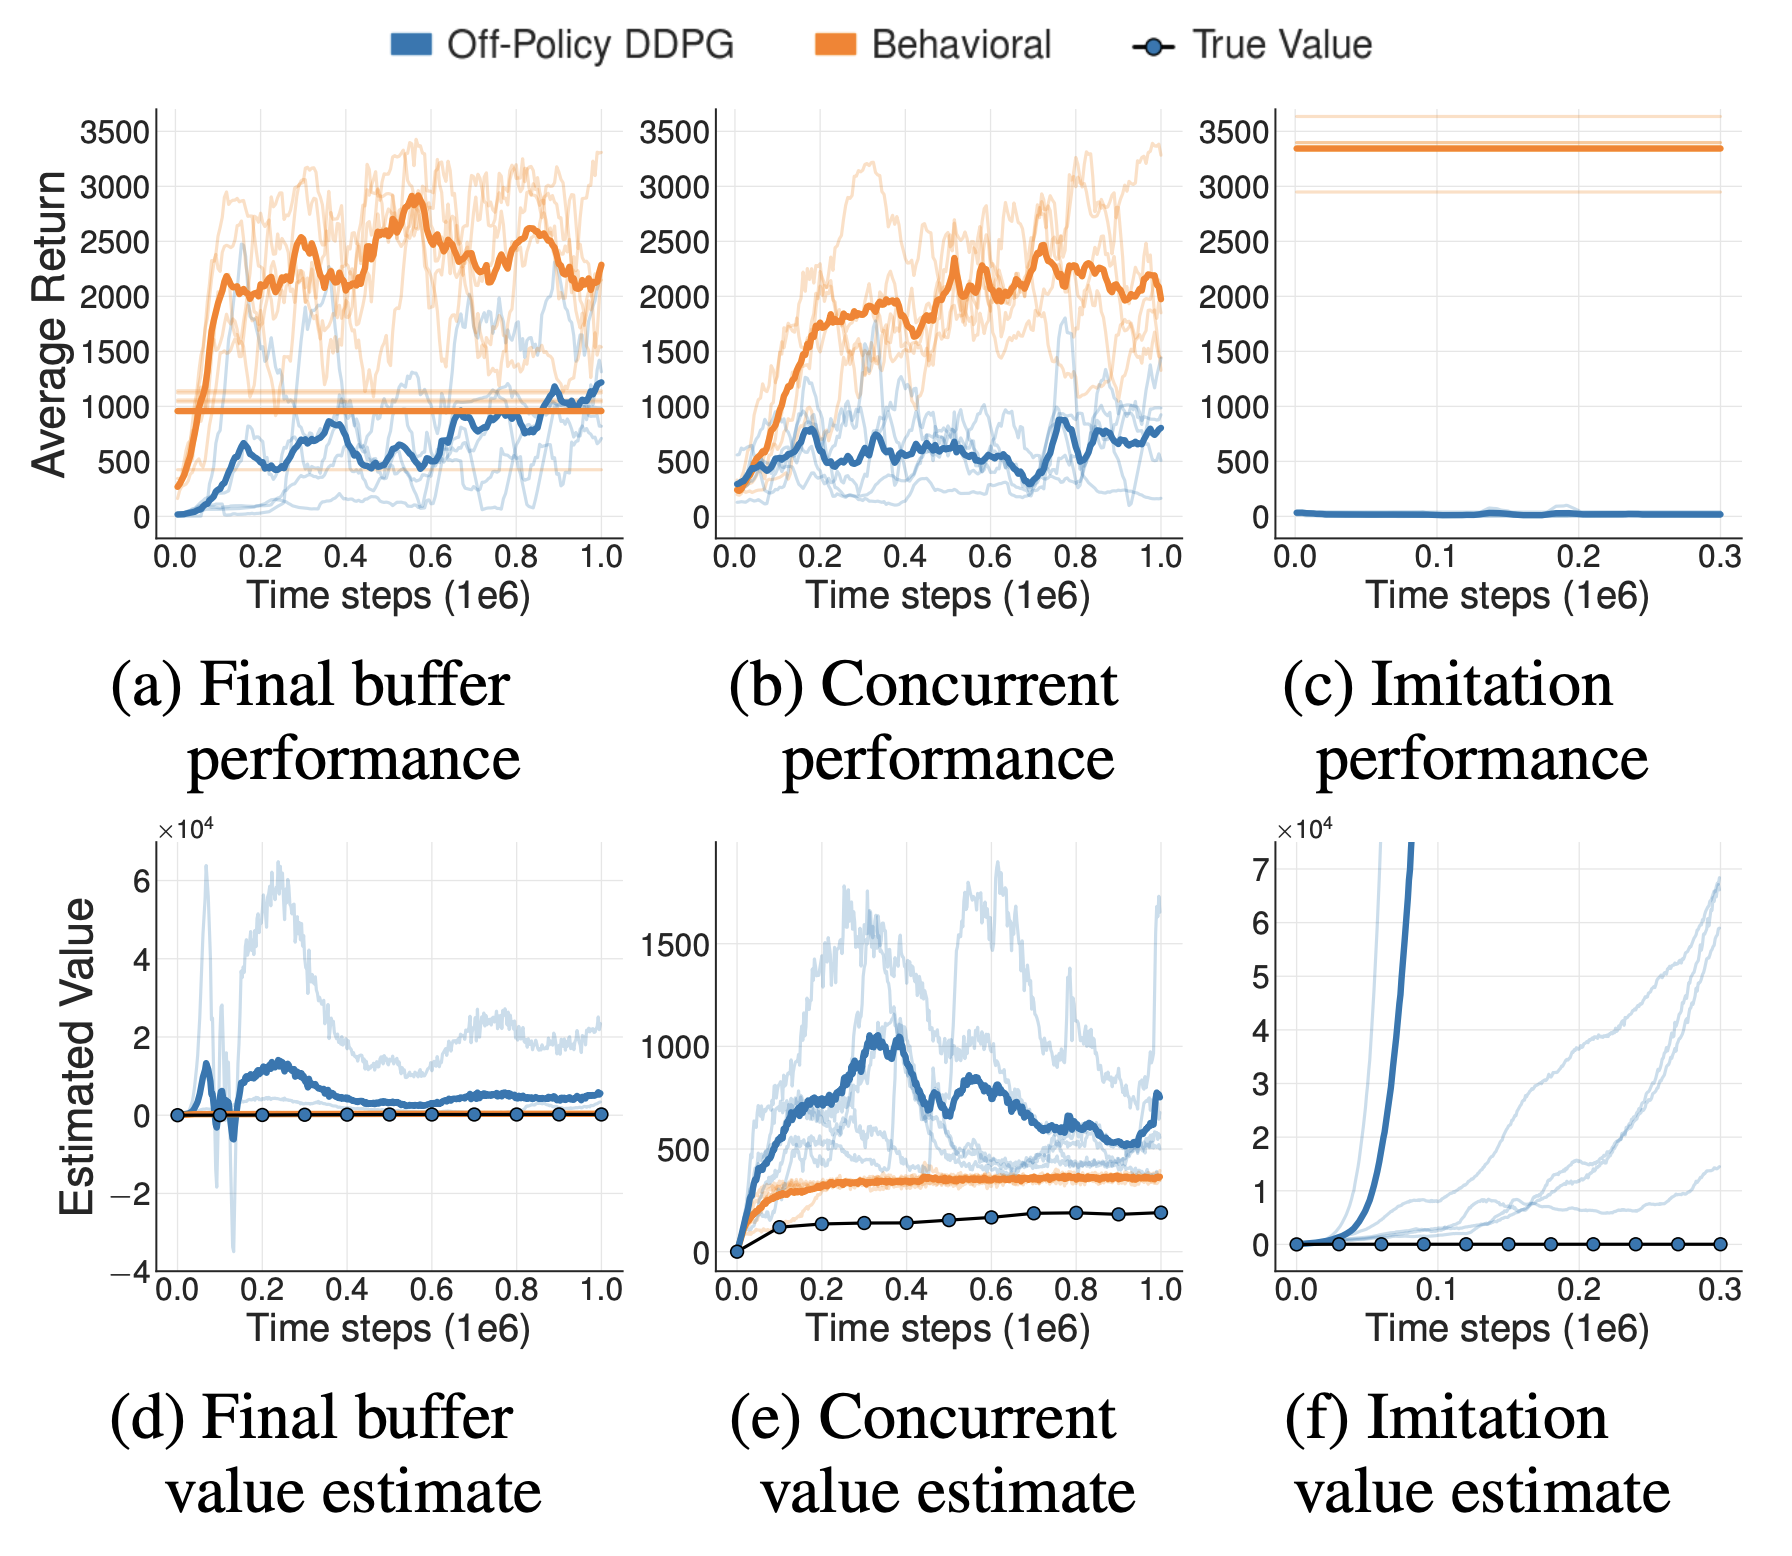 Off-Policy DDPG Behavioral True Value
Average Return
3500
3000
2500
2000
1500
1000
500
0
0.0 0.2 0.4 0.6 0.8 1.0
Time steps (1e6)
3500
3000
2500
2000
1500
1000
500
0
0.0 0.2 0.4 0.6 0.8 1.0
Time steps (1e6)
3500
3000
2500
2000
1500
1000
500
0
0.0 0.1 0.2 0.3
Time steps (1e6)
(a) Final buffer
performance
(b) Concurrent
performance
(c) Imitation
performance
Estimated Value
×10⁴
6
4
2
0
−2
−4
0.0 0.2 0.4 0.6 0.8 1.0
Time steps (1e6)
1500
1000
500
0
0.0 0.2 0.4 0.6 0.8 1.0
Time steps (1e6)
×10⁴
7
6
5
4
3
2
1
0
0.0 0.1 0.2 0.3
Time steps (1e6)
(d) Final buffer
value estimate
(e) Concurrent
value estimate
(f) Imitation
value estimate